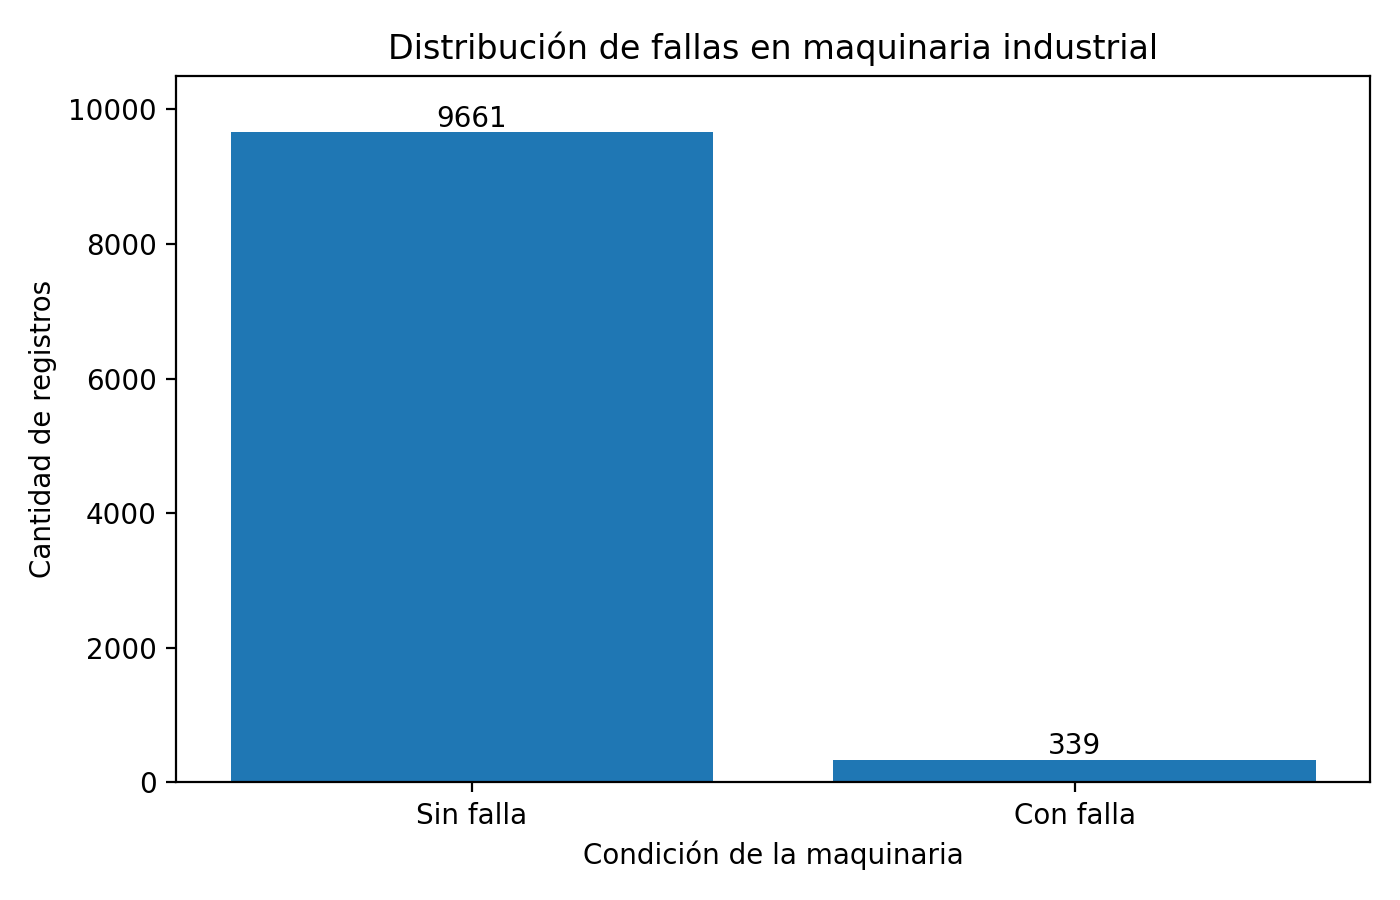 Distribución de fallas en maquinaria industrial
10000
9661
8000
6000
4000
2000
339
0
Cantidad de registros
Sin falla
Con falla
Condición de la maquinaria